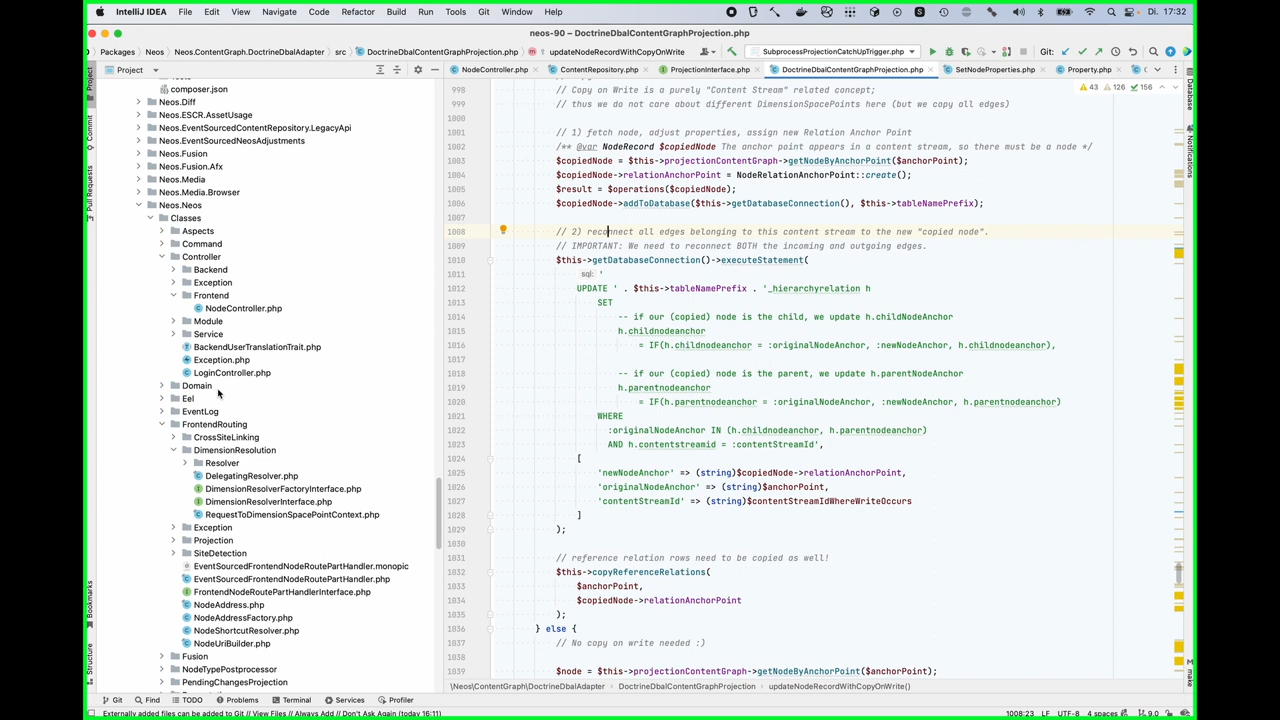 IntelliJ IDEA File Edit View Navigate Code Refactor Build Run Tools Git Window Help Di. 17:32
neos-90 – DoctrineDbalContentGraphProjection.php
Packages Neos Neos.ContentGraph.DoctrineDbalAdapter src DoctrineDbalContentGraphProjection.php updateNodeRecordWithCopyOnWrite SubprocessProjectionCatchUpTrigger.php Git:
Project NodeController.php ContentRepository.php ProjectionInterface.php DoctrineDbalContentGraphProjection.php SetNodeProperties.php Property.php
43 126 156
Project
Commit
Pull Requests
Bookmarks
Structure
Database
Notifications
make
composer.json
Neos.Diff
Neos.ESCR.AssetUsage
Neos.EventSourcedContentRepository.LegacyApi
Neos.EventSourcedNeosAdjustments
Neos.Fusion
Neos.Fusion.Afx
Neos.Media
Neos.Media.Browser
Neos.Neos
Classes
Aspects
Command
Controller
Backend
Exception
Frontend
NodeController.php
Module
Service
BackendUserTranslationTrait.php
Exception.php
LoginController.php
Domain
Eel
EventLog
FrontendRouting
CrossSiteLinking
DimensionResolution
Resolver
DelegatingResolver.php
DimensionResolverFactoryInterface.php
DimensionResolverInterface.php
RequestToDimensionSpacePointContext.php
Exception
Projection
SiteDetection
EventSourcedFrontendNodeRoutePartHandler.monopic
EventSourcedFrontendNodeRoutePartHandler.php
FrontendNodeRoutePartHandlerInterface.php
NodeAddress.php
NodeAddressFactory.php
NodeShortcutResolver.php
NodeUriBuilder.php
Fusion
NodeTypePostprocessor
PendingChangesProjection
998 // Copy on Write is a purely "Content Stream" related concept;
999 // thus we do not care about different DimensionSpacePoints here (but we copy all edges)
1000
1001 // 1) fetch node, adjust properties, assign new Relation Anchor Point
1002 /** @var NodeRecord $copiedNode The anchor point appears in a content stream, so there must be a node */
1003 $copiedNode = $this->projectionContentGraph->getNodeByAnchorPoint($anchorPoint);
1004 $copiedNode->relationAnchorPoint = NodeRelationAnchorPoint::create();
1005 $result = $operations($copiedNode);
1006 $copiedNode->addToDatabase($this->getDatabaseConnection(), $this->tableNamePrefix);
1007
1008 // 2) reconnect all edges belonging to this content stream to the new "copied node".
1009 // IMPORTANT: We need to reconnect BOTH the incoming and outgoing edges.
1010 $this->getDatabaseConnection()->executeStatement(
1011 sql: '
1012 UPDATE ' . $this->tableNamePrefix . '_hierarchyrelation h
1013 SET
1014 -- if our (copied) node is the child, we update h.childNodeAnchor
1015 h.childnodeanchor
1016 = IF(h.childnodeanchor = :originalNodeAnchor, :newNodeAnchor, h.childnodeanchor),
1017
1018 -- if our (copied) node is the parent, we update h.parentNodeAnchor
1019 h.parentnodeanchor
1020 = IF(h.parentnodeanchor = :originalNodeAnchor, :newNodeAnchor, h.parentnodeanchor)
1021 WHERE
1022 :originalNodeAnchor IN (h.childnodeanchor, h.parentnodeanchor)
1023 AND h.contentstreamid = :contentStreamId',
1024 [
1025 'newNodeAnchor' => (string)$copiedNode->relationAnchorPoint,
1026 'originalNodeAnchor' => (string)$anchorPoint,
1027 'contentStreamId' => (string)$contentStreamIdWhereWriteOccurs
1028 ]
1029 );
1030
1031 // reference relation rows need to be copied as well!
1032 $this->copyReferenceRelations(
1033 $anchorPoint,
1034 $copiedNode->relationAnchorPoint
1035 );
1036 } else {
1037 // No copy on write needed :)
1038
1039 $node = $this->projectionContentGraph->getNodeByAnchorPoint($anchorPoint);
\Neos\ContentGraph\DoctrineDbalAdapter DoctrineDbalContentGraphProjection updateNodeRecordWithCopyOnWrite()
Git Find TODO Problems Terminal Services Profiler
Externally added files can be added to Git // View Files // Always Add // Don't Ask Again (today 16:11) 1008:23 LF UTF-8 4 spaces 9.0